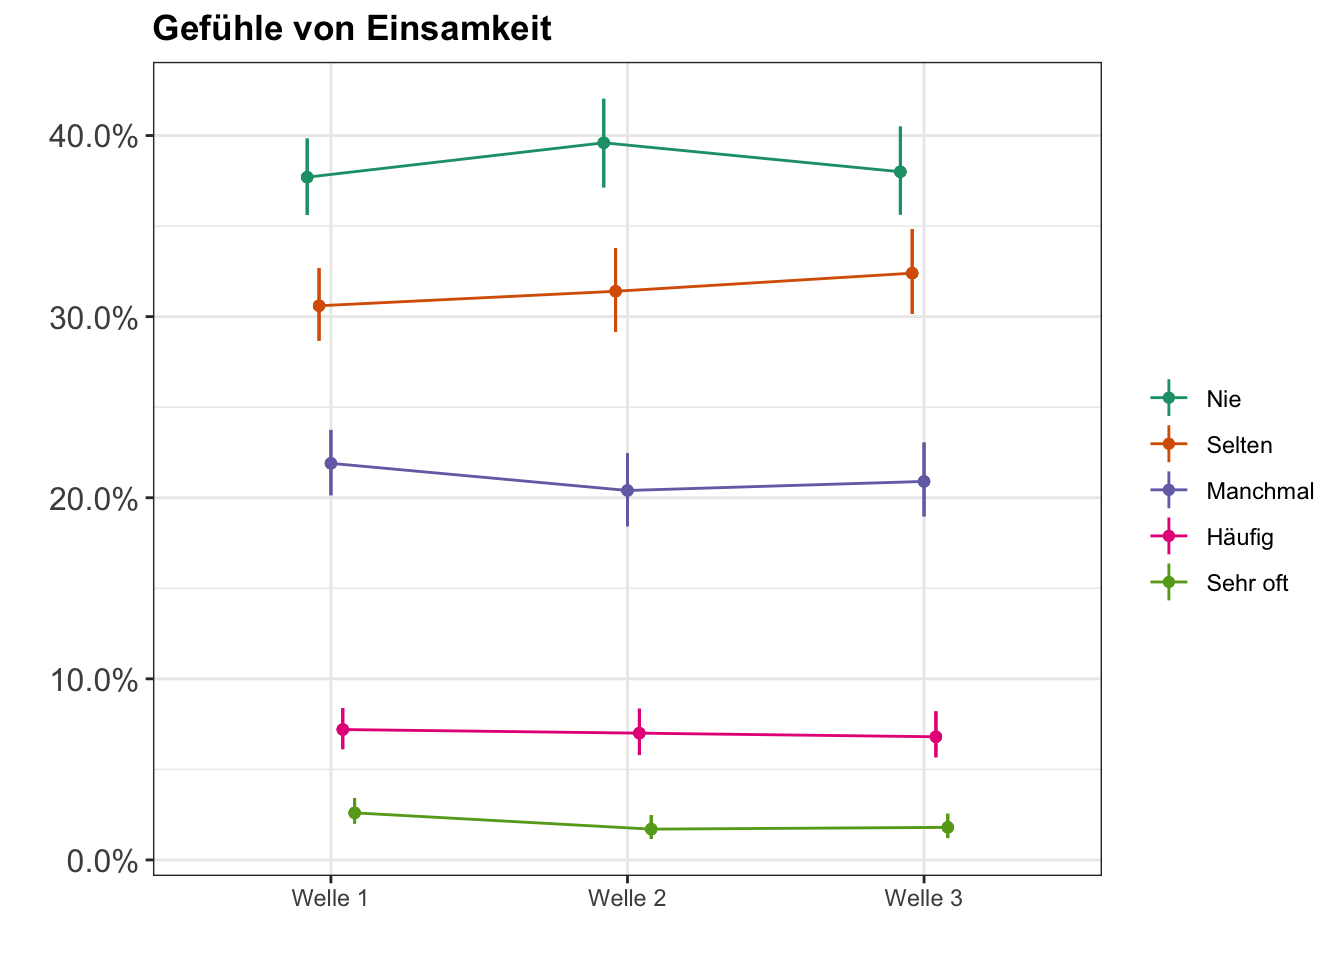 Gefühle von Einsamkeit
40.0%
30.0%
20.0%
10.0%
0.0%
Welle 1
Welle 2
Welle 3
Nie
Selten
Manchmal
Häufig
Sehr oft